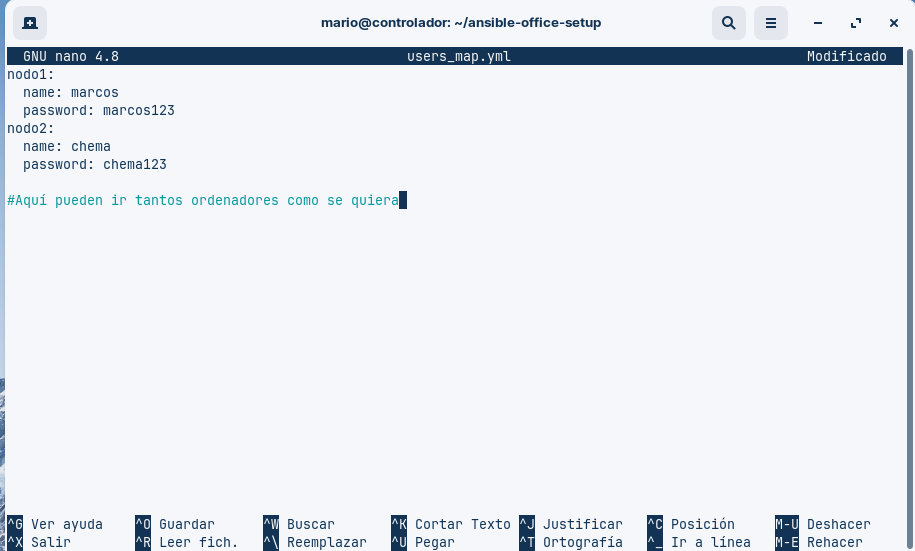 mario@controlador: ~/ansible-office-setup
GNU nano 4.8 users_map.yml Modificado
nodo1:
  name: marcos
  password: marcos123
nodo2:
  name: chema
  password: chema123

#Aquí pueden ir tantos ordenadores como se quiera
^G Ver ayuda ^O Guardar ^W Buscar ^K Cortar Texto ^J Justificar ^C Posición M-U Deshacer
^X Salir ^R Leer fich. ^\ Reemplazar ^U Pegar ^T Ortografía ^_ Ir a línea M-E Rehacer